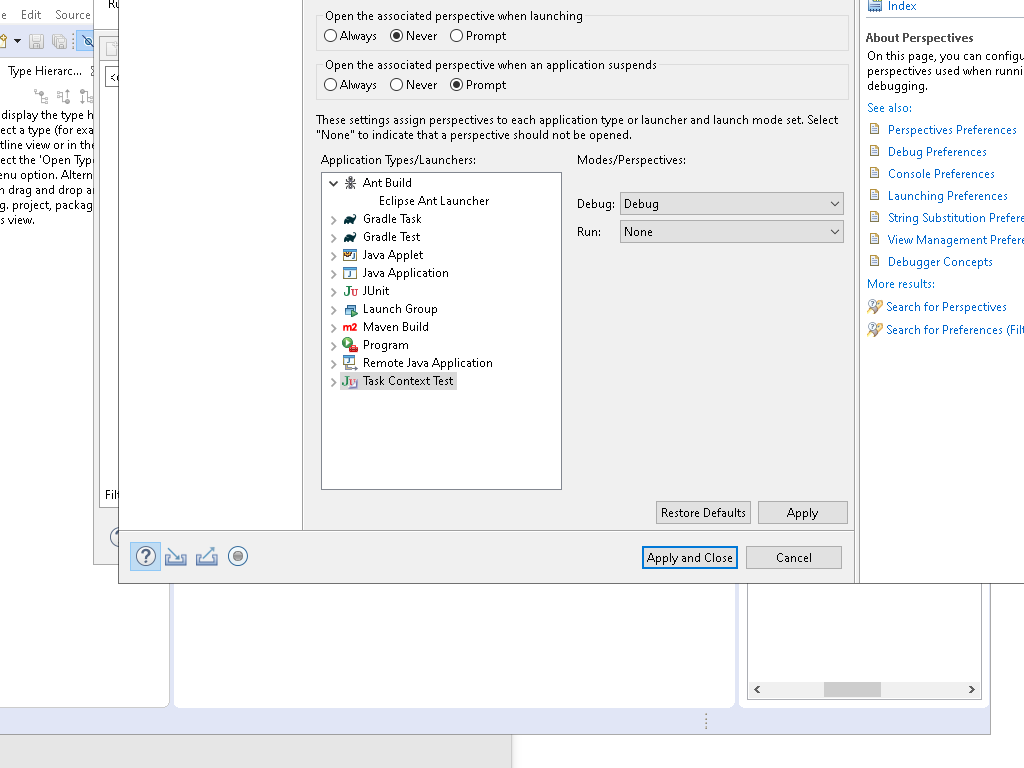 Edit Source
Type Hierarc...
display the type h
ect a type (for exa
tline view or in the
ect the 'Open Typ
enu option. Altern
n drag and drop a
g. project, packag
s view.
Ru
Filt
Open the associated perspective when launching
Always Never Prompt
Open the associated perspective when an application suspends
Always Never Prompt
These settings assign perspectives to each application type or launcher and launch mode set. Select
"None" to indicate that a perspective should not be opened.
Application Types/Launchers:
Ant Build
Eclipse Ant Launcher
Gradle Task
Gradle Test
Java Applet
Java Application
JUnit
Launch Group
Maven Build
Program
Remote Java Application
Task Context Test
Modes/Perspectives:
Debug: Debug
Run: None
Restore Defaults Apply
Apply and Close Cancel
Index
About Perspectives
On this page, you can configu
perspectives used when runni
debugging.
See also:
Perspectives Preferences
Debug Preferences
Console Preferences
Launching Preferences
String Substitution Prefere
View Management Prefere
Debugger Concepts
More results:
Search for Perspectives
Search for Preferences (Filt